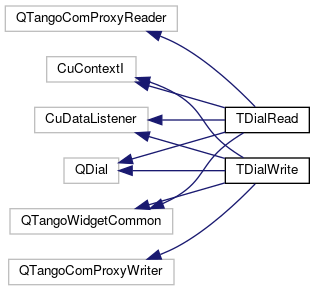 QTangoComProxyReader
CuContextI
CuDataListener
TDialRead
QDial
TDialWrite
QTangoWidgetCommon
QTangoComProxyWriter